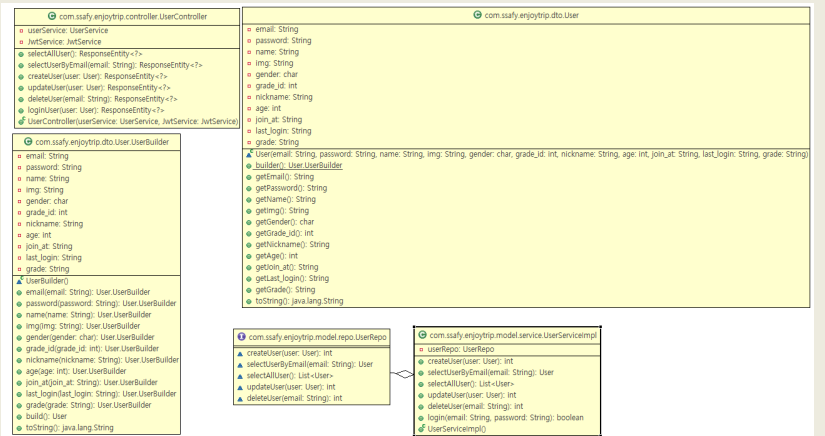 com.ssafy.enjoytrip.controller.UserController
userService: UserService
JwtService: JwtService
selectAllUser(): ResponseEntity<?>
selectUserByEmail(email: String): ResponseEntity<?>
createUser(user: User): ResponseEntity<?>
updateUser(user: User): ResponseEntity<?>
deleteUser(email: String): ResponseEntity<?>
loginUser(user: User): ResponseEntity<?>
UserController(userService: UserService, JwtService: JwtService)
com.ssafy.enjoytrip.dto.User
email: String
password: String
name: String
img: String
gender: char
grade_id: int
nickname: String
age: int
join_at: String
last_login: String
grade: String
User(email: String, password: String, name: String, img: String, gender: char, grade_id: int, nickname: String, age: int, join_at: String, last_login: String, grade: String)
builder(): User.UserBuilder
getEmail(): String
getPassword(): String
getName(): String
getImg(): String
getGender(): char
getGrade_id(): int
getNickname(): String
getAge(): int
getJoin_at(): String
getLast_login(): String
getGrade(): String
toString(): java.lang.String
com.ssafy.enjoytrip.dto.User.UserBuilder
email: String
password: String
name: String
img: String
gender: char
grade_id: int
nickname: String
age: int
join_at: String
last_login: String
grade: String
UserBuilder()
email(email: String): User.UserBuilder
password(password: String): User.UserBuilder
name(name: String): User.UserBuilder
img(img: String): User.UserBuilder
gender(gender: char): User.UserBuilder
grade_id(grade_id: int): User.UserBuilder
nickname(nickname: String): User.UserBuilder
age(age: int): User.UserBuilder
join_at(join_at: String): User.UserBuilder
last_login(last_login: String): User.UserBuilder
grade(grade: String): User.UserBuilder
build(): User
toString(): java.lang.String
com.ssafy.enjoytrip.model.repo.UserRepo
createUser(user: User): int
selectUserByEmail(email: String): User
selectAllUser(): List<User>
updateUser(user: User): int
deleteUser(email: String): int
com.ssafy.enjoytrip.model.service.UserServiceImpl
userRepo: UserRepo
createUser(user: User): int
selectUserByEmail(email: String): User
selectAllUser(): List<User>
updateUser(user: User): int
deleteUser(email: String): int
login(email: String, password: String): boolean
UserServiceImpl()